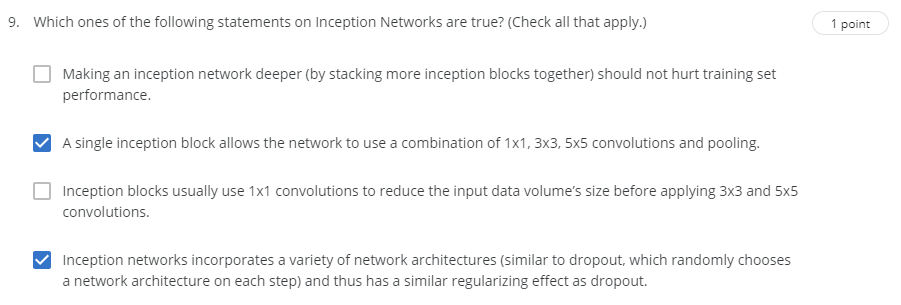 9. Which ones of the following statements on Inception Networks are true? (Check all that apply.)
1 point
Making an inception network deeper (by stacking more inception blocks together) should not hurt training set
performance.
A single inception block allows the network to use a combination of 1x1, 3x3, 5x5 convolutions and pooling.
Inception blocks usually use 1x1 convolutions to reduce the input data volume's size before applying 3x3 and 5x5
convolutions.
Inception networks incorporates a variety of network architectures (similar to dropout, which randomly chooses
a network architecture on each step) and thus has a similar regularizing effect as dropout.